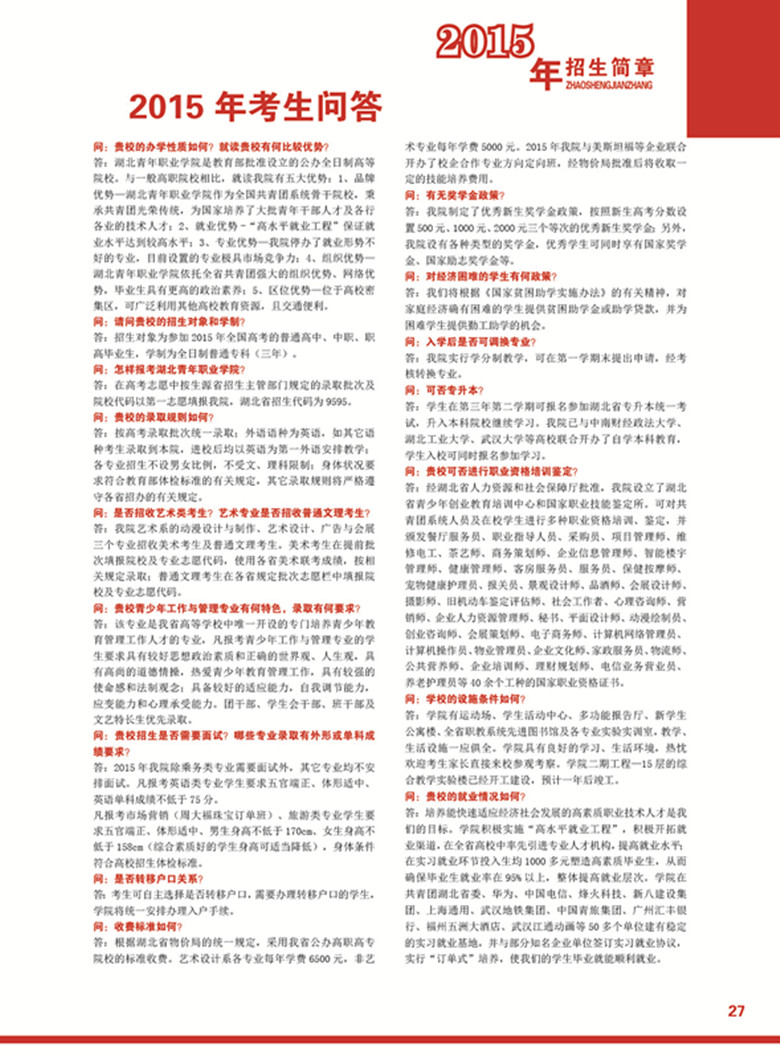 2015
年招生简章
ZHAOSHENGJIANZHANG
2015 年考生问答
问：贵校的办学性质如何？就读贵校有何比较优势？
答：湖北青年职业学院是教育部批准设立的公办全日制高等
院校。与一般高职院校相比，就读我院有五大优势：1、品牌
优势—湖北青年职业学院作为全国共青团系统骨干院校，秉
承共青团光荣传统，为国家培养了大批青年干部人才及各行
各业的技术人才；2、就业优势－“高水平就业工程”保证就
业水平达到较高水平；3、专业优势—我院停办了就业形势不
好的专业，目前设置的专业极具市场竞争力；4、组织优势—
湖北青年职业学院依托全省共青团强大的组织优势、网络优
势，毕业生具有更高的政治素养；5、区位优势—位于高校密
集区，可广泛利用其他高校教育资源，且交通便利。
问：请问贵校的招生对象和学制？
答：招生对象为参加 2015 年全国高考的普通高中、中职、职
高毕业生，学制为全日制普通专科（三年）。
问：怎样报考湖北青年职业学院？
答：在高考志愿中按生源省招生主管部门规定的录取批次及
院校代码以第一志愿填报我院，湖北省招生代码为 9595。
问：贵校的录取规则如何？
答：按高考录取批次统一录取；外语语种为英语，如其它语
种考生录取到本院，进校后均以英语为第一外语安排教学；
各专业招生不设男女比例，不受文、理科限制；身体状况要
求符合教育部体检标准的有关规定，其它录取规则将严格遵
守各省招办的有关规定。
问：是否招收艺术类考生？艺术专业是否招收普通文理考生？
答：我院艺术系的动漫设计与制作、艺术设计、广告与会展
三个专业招收美术考生及普通文理考生。美术考生在提前批
次填报院校及专业志愿代码，使用各省美术联考成绩，按相
关规定录取；普通文理考生在各省规定批次志愿栏中填报院
校及专业志愿代码。
问：贵校青少年工作与管理专业有何特色，录取有何要求？
答：该专业是我省高等学校中唯一开设的专门培养青少年教
育管理工作人才的专业，凡报考青少年工作与管理专业的学
生要求具有较好思想政治素质和正确的世界观、人生观，具
有高尚的道德情操，热爱青少年教育管理工作，具有较强的
使命感和法制观念；具备较好的适应能力，自我调节能力，
应变能力和心理承受能力。团干部、学生会干部、班干部及
文艺特长生优先录取。
问：贵校招生是否需要面试？哪些专业录取有外形或单科成
绩要求？
答：2015 年我院除乘务类专业需要面试外，其它专业均不安
排面试。凡报考英语类专业学生要求五官端正、体形适中、
英语单科成绩不低于 75 分。
凡报考市场营销（周大福珠宝订单班）、旅游类专业学生要
求五官端正、体形适中、男生身高不低于 170cm、女生身高不
低于 158cm（综合素质好的学生身高可适当降低），身体条件
符合高校招生体检标准。
问：是否转移户口关系？
答：考生可自主选择是否转移户口，需要办理转移户口的学生，
学院将统一安排办理入户手续。
问：收费标准如何？
答：根据湖北省物价局的统一规定，采用我省公办高职高专
院校的标准收费。艺术设计系各专业每年学费 6500 元，非艺
术专业每年学费 5000 元。2015 年我院与美斯坦福等企业联合
开办了校企合作专业方向定向班，经物价局批准后将收取一
定的技能培养费用。
问：有无奖学金政策？
答：我院制定了优秀新生奖学金政策，按照新生高考分数设
置 500 元、1000 元、2000 元三个等次的优秀新生奖学金；另外，
我院设有各种类型的奖学金，优秀学生可同时享有国家奖学
金、国家励志奖学金等。
问：对经济困难的学生有何政策？
答：我们将根据《国家贫困助学实施办法》的有关精神，对
家庭经济确有困难的学生提供贫困助学金或助学贷款，并为
困难学生提供勤工助学的机会。
问：入学后是否可调换专业？
答：我院实行学分制教学，可在第一学期末提出申请，经考
核转换专业。
问：可否专升本？
答：学生在第三年第二学期可报名参加湖北省专升本统一考
试，升入本科院校继续学习。我院已与中南财经政法大学、
湖北工业大学、武汉大学等高校联合开办了自学本科教育，
学生入校可同时报名参加学习。
问：贵校可否进行职业资格培训鉴定？
答：经湖北省人力资源和社会保障厅批准，我院设立了湖北
省青少年创业教育培训中心和国家职业技能鉴定所。可对共
青团系统人员及在校学生进行多种职业资格培训、鉴定，并
颁发餐厅服务员、职业指导人员、采购员、项目管理师、维
修电工、茶艺师、商务策划师、企业信息管理师、智能楼宇
管理师、健康管理师、客房服务员、服务员、保健按摩师、
宠物健康护理员、报关员、景观设计师、品酒师、会展设计师、
摄影师、旧机动车鉴定评估师、社会工作者、心理咨询师、营
销师、企业人力资源管理师、秘书、平面设计师、动漫绘制员、
创业咨询师、会展策划师、电子商务师、计算机网络管理员、
计算机操作员、物业管理员、企业文化师、家政服务员、物流师、
公共营养师、企业培训师、理财规划师、电信业务营业员、
养老护理员等 40 余个工种的国家职业资格证书。
问：学校的设施条件如何？
答：学院有运动场、学生活动中心、多功能报告厅、新学生
公寓楼、全省职教系统先进图书馆及各专业实验实训室，教学、
生活设施一应俱全。学院具有良好的学习、生活环境，热忱
欢迎考生家长直接来校参观考察。学院二期工程—15 层的综
合教学实验楼已经开工建设，预计一年后竣工。
问：贵校的就业情况如何？
答：培养能快速适应经济社会发展的高素质职业技术人才是我
们的目标。学院积极实施“高水平就业工程”，积极开拓就
业渠道，在全省高校中率先引进专业人才机构，提高就业水平；
在实习就业环节投入生均 1000 多元塑造高素质毕业生，从而
确保毕业生就业率在 95% 以上，整体提高就业层次。学院在
共青团湖北省委、华为、中国电信、烽火科技、新八建设集
团、上海通用、武汉地铁集团、中国青旅集团、广州汇丰银
行、福州五洲大酒店、武汉江通动画等 50 多个单位建有稳定
的实习就业基地，并与部分知名企业单位签订实习就业协议，
实行“订单式”培养，使我们的学生毕业就能顺利就业。
27